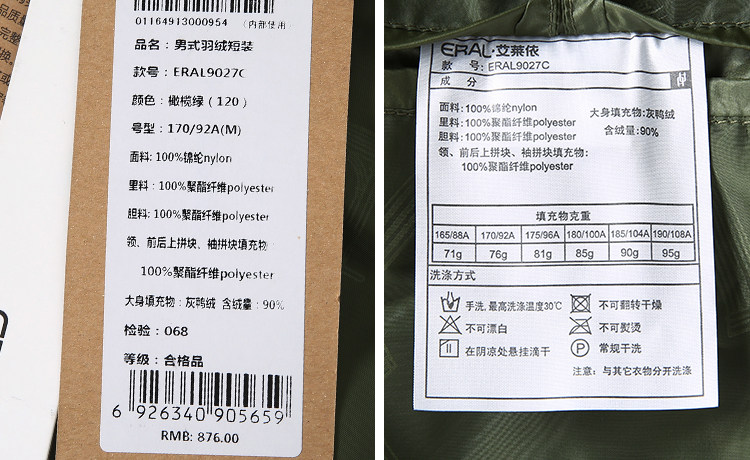 01164913000954 （内部使用
品名：男式羽绒短装
款号：ERAL9027C
颜色：橄榄绿（120）
号型：170/92A(M)
面料：100%锦纶nylon
里料：100%聚酯纤维polyester
胆料：100%聚酯纤维polyester
领、前后上拼块、袖拼块填充物
100%聚酯纤维polyester
大身填充物：灰鸭绒 含绒量：90%
检验：068
等级：合格品
6 926340 905659
RMB: 876.00
ERAL·艾莱依
款 号：ERAL9027C
成 分
面料：100%锦纶nylon
里料：100%聚酯纤维polyester
胆料：100%聚酯纤维polyester
领、前后上拼块、袖拼块填充物：
100%聚酯纤维polyester
大身填充物：灰鸭绒
含绒量：90%
填充物克重
165/88A 170/92A 175/96A 180/100A 185/104A 190/108A
71g 76g 81g 85g 90g 95g
洗涤方式
手洗,最高洗涤温度30℃ 不可翻转干燥
不可漂白 不可熨烫
在阴凉处悬挂滴干 P 常规干洗
注意：与其它衣物分开洗涤